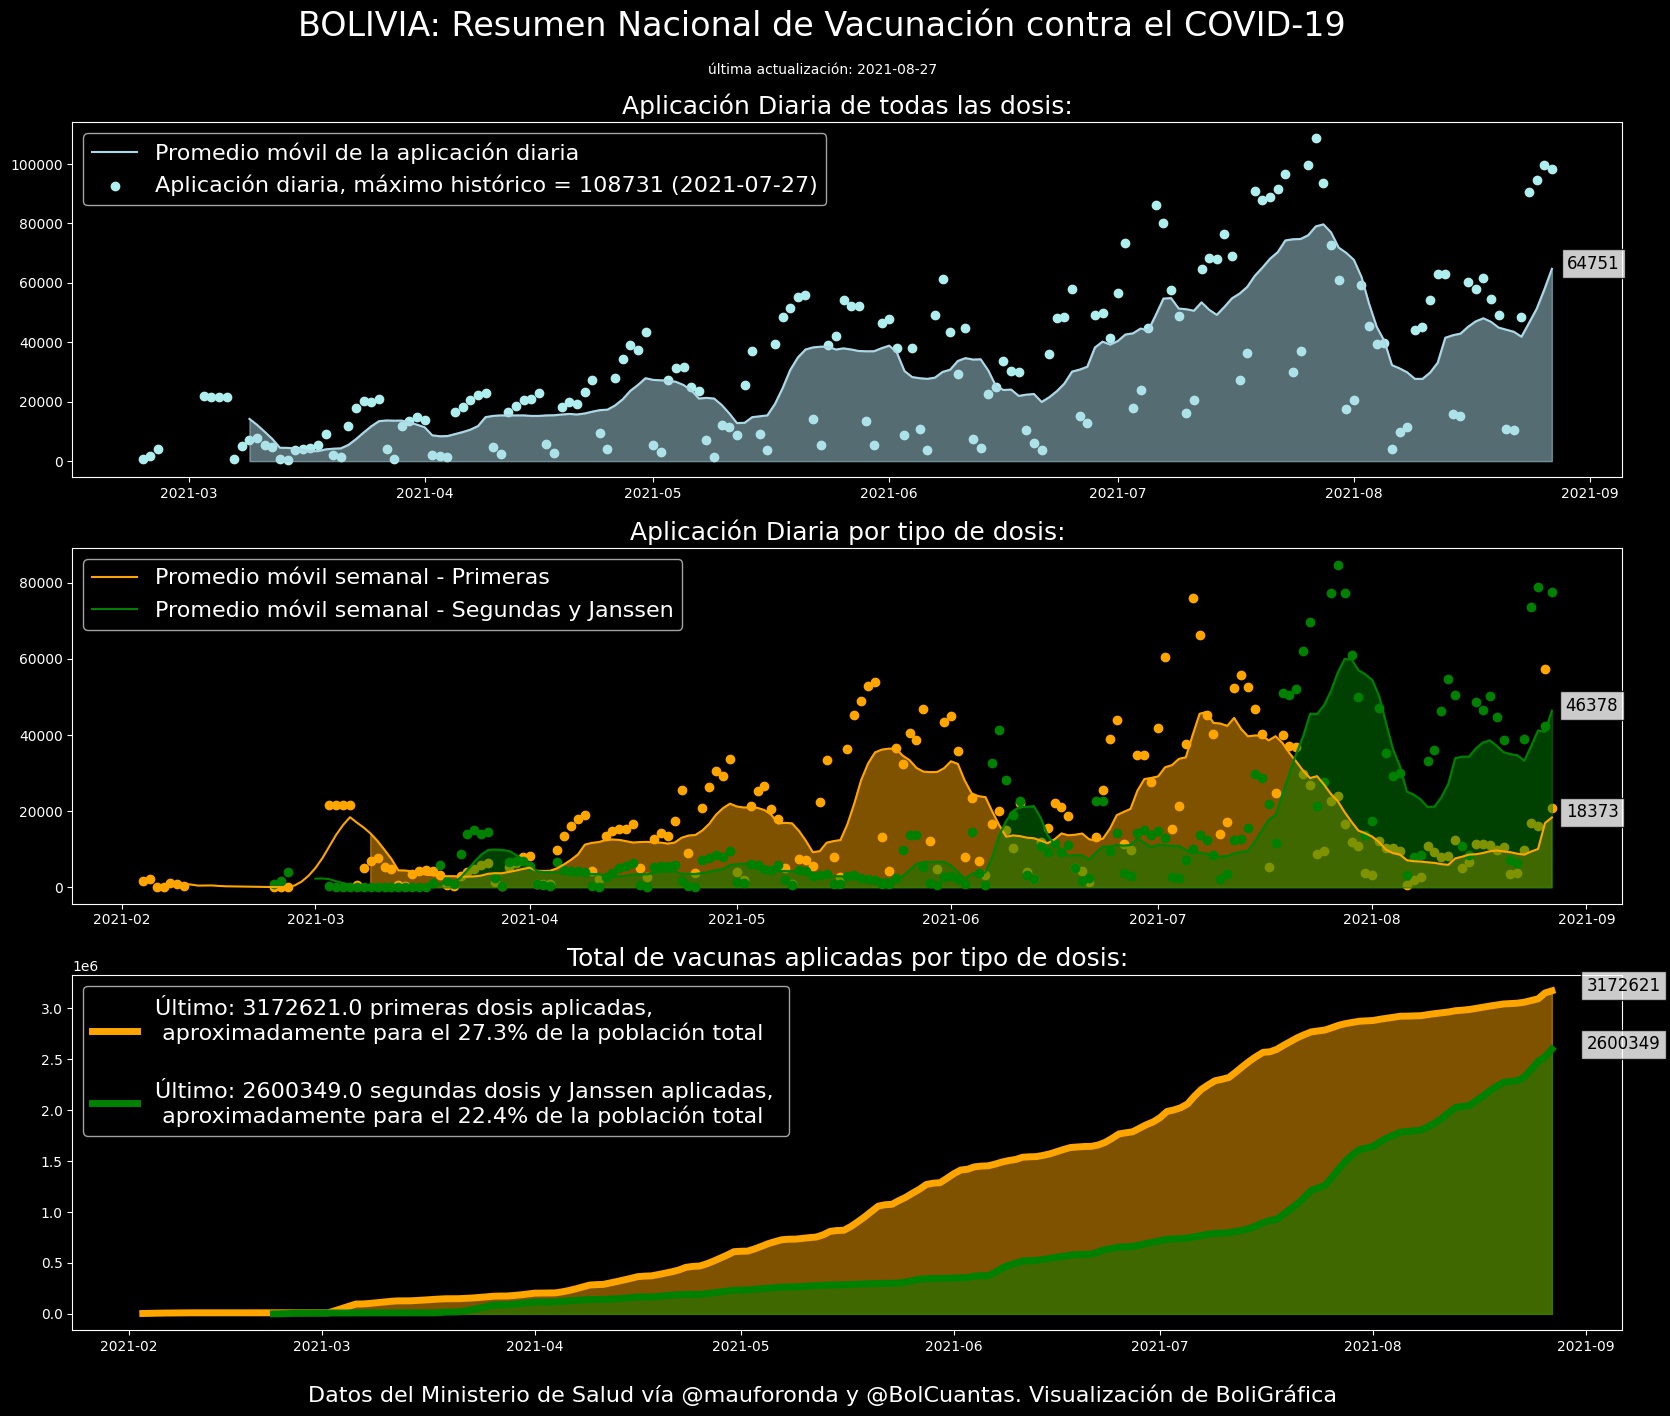 BOLIVIA: Resumen Nacional de Vacunación contra el COVID-19
última actualización: 2021-08-27
Aplicación Diaria de todas las dosis:
Promedio móvil de la aplicación diaria
Aplicación diaria, máximo histórico = 108731 (2021-07-27)
100000
80000
60000
40000
20000
0
64751
2021-03 2021-04 2021-05 2021-06 2021-07 2021-08 2021-09
Aplicación Diaria por tipo de dosis:
Promedio móvil semanal - Primeras
Promedio móvil semanal - Segundas y Janssen
80000
60000
40000
20000
0
46378
18373
2021-02 2021-03 2021-04 2021-05 2021-06 2021-07 2021-08 2021-09
Total de vacunas aplicadas por tipo de dosis:
1e6
Último: 3172621.0 primeras dosis aplicadas,
aproximadamente para el 27.3% de la población total
Último: 2600349.0 segundas dosis y Janssen aplicadas,
aproximadamente para el 22.4% de la población total
3.0
2.5
2.0
1.5
1.0
0.5
0.0
3172621
2600349
2021-02 2021-03 2021-04 2021-05 2021-06 2021-07 2021-08 2021-09
Datos del Ministerio de Salud vía @mauforonda y @BolCuantas. Visualización de BoliGráfica